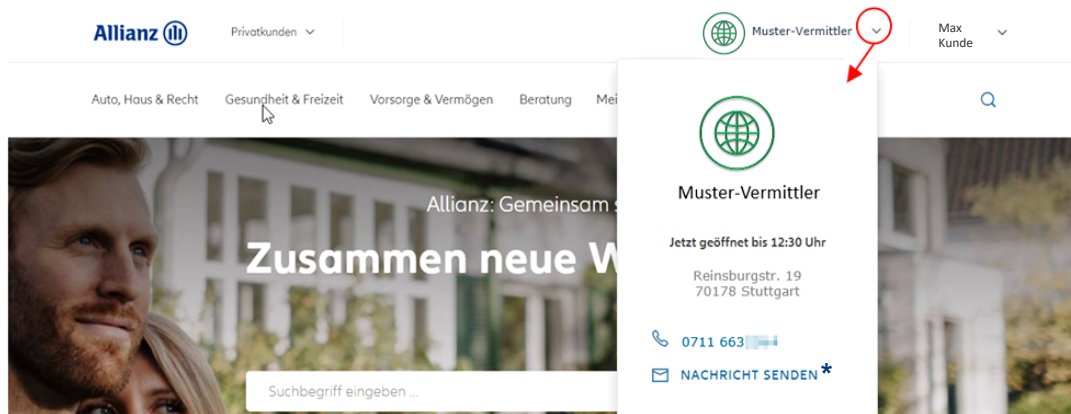 Allianz
Privatkunden
Muster-Vermittler
Max
Kunde
Auto, Haus & Recht
Gesundheit & Freizeit
Vorsorge & Vermögen
Beratung
Allianz: Gemeinsam
Zusammen neue
Suchbegriff eingeben ...
Muster-Vermittler
Jetzt geöffnet bis 12:30 Uhr
Reinsburgstr. 19
70178 Stuttgart
0711 663
NACHRICHT SENDEN*